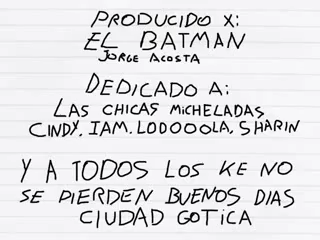 PRODUCIDO X:
EL BATMAN
JORGE ACOSTA
DEDICADO A:
LAS CHICAS MICHELADAS
CINDY, IAM. LODOOOLA, SHARIN
Y A TODOS LOS KE NO
SE PIERDEN BUENOS DIAS
CIUDAD GOTICA